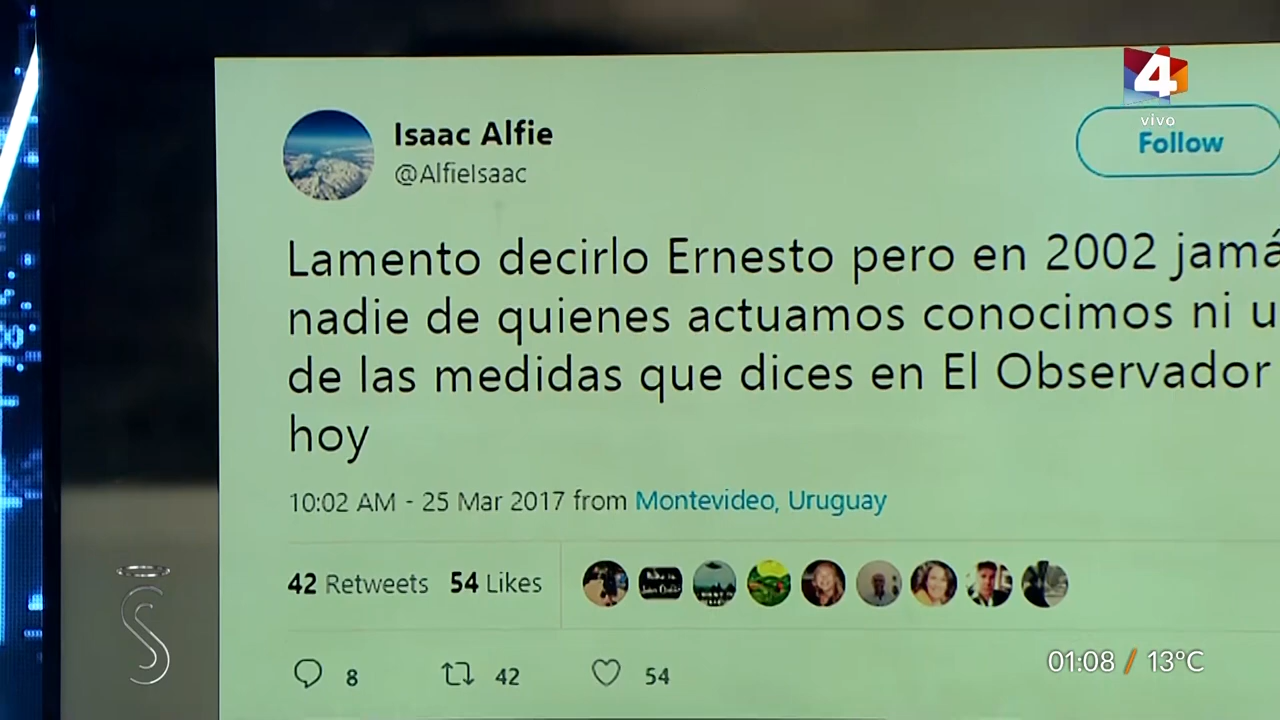 4
vivo
Isaac Alfie
@AlfieIsaac
Follow
Lamento decirlo Ernesto pero en 2002 jamá
nadie de quienes actuamos conocimos ni u
de las medidas que dices en El Observador
hoy
10:02 AM - 25 Mar 2017 from Montevideo, Uruguay
42 Retweets 54 Likes
8 42 54
S
01:08 / 13°C